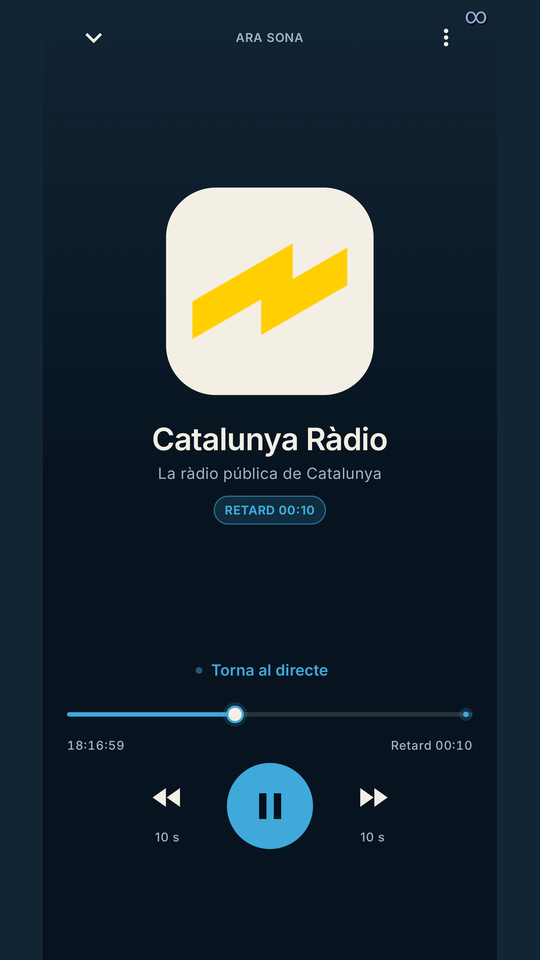 ∞
ARA SONA
Catalunya Ràdio
La ràdio pública de Catalunya
RETARD 00:10
Torna al directe
18:16:59
Retard 00:10
10 s
10 s